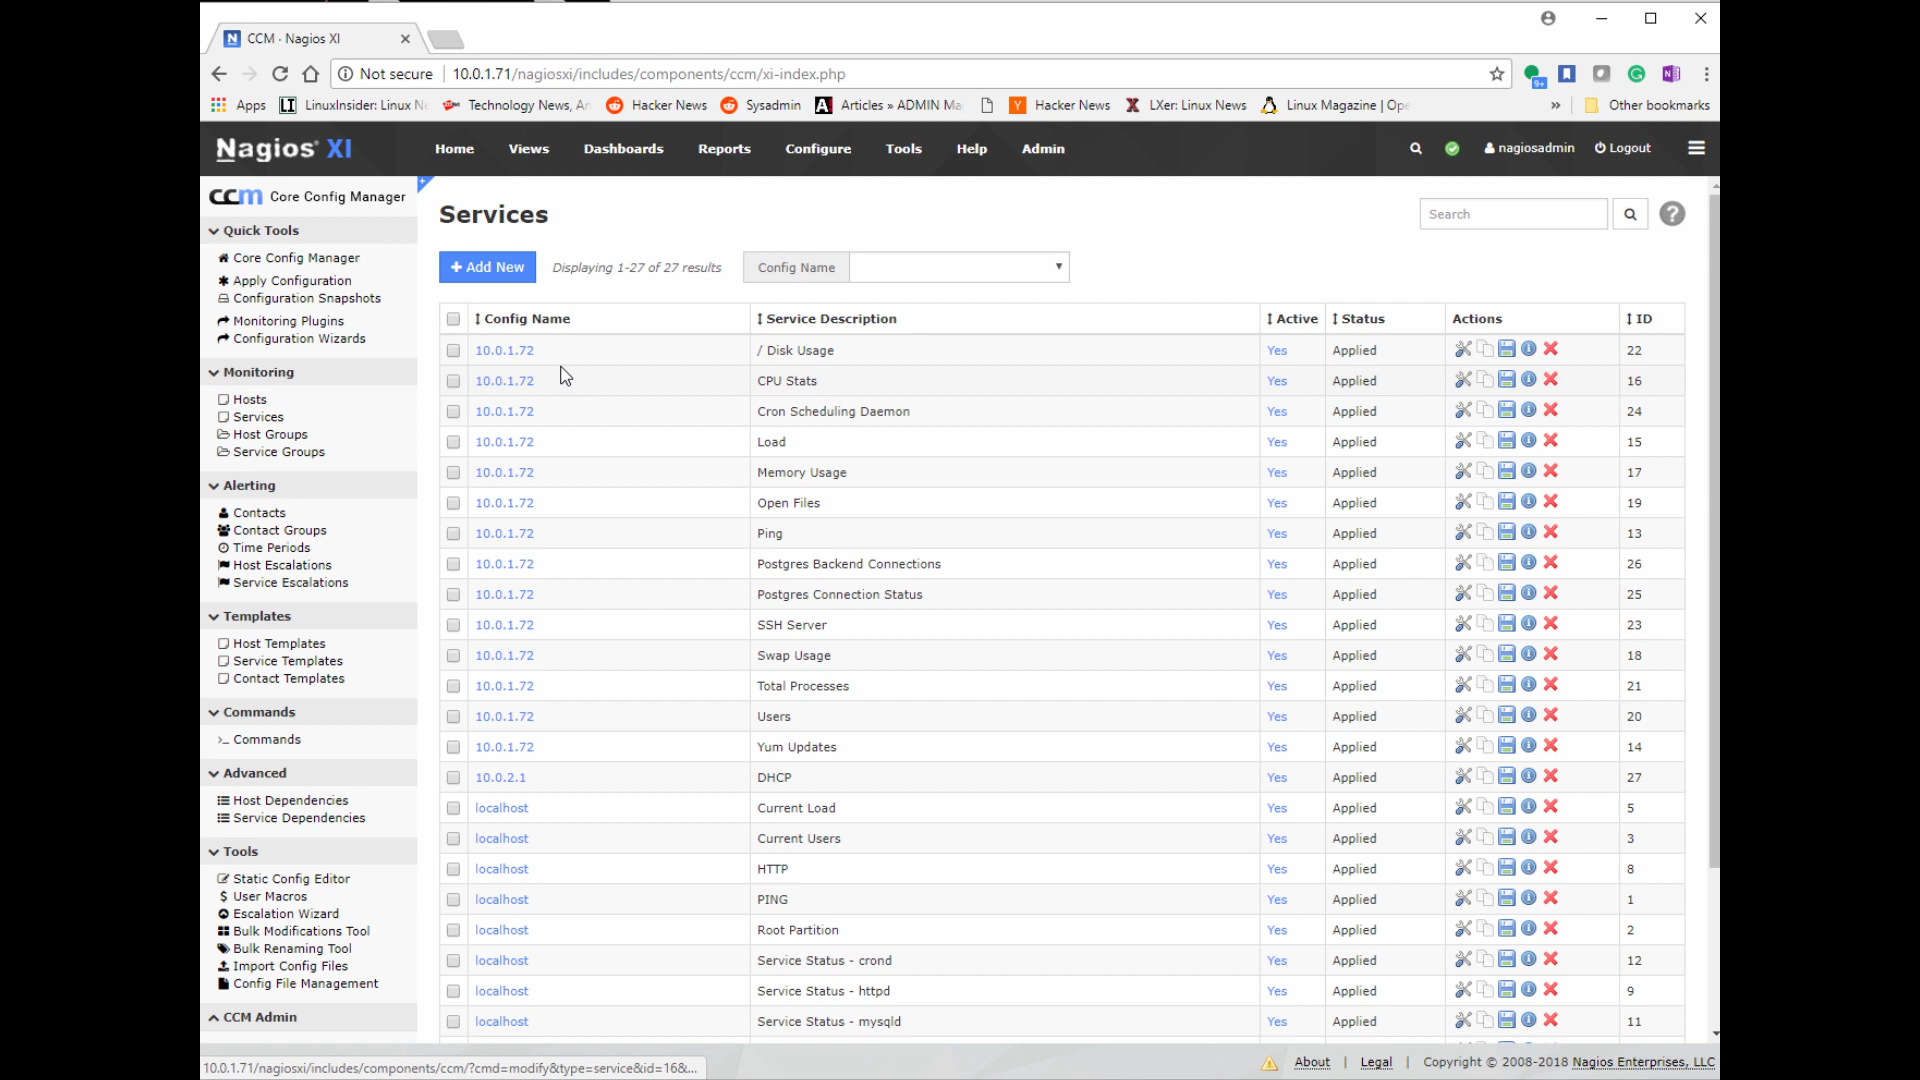 CCM · Nagios XI
Not secure 10.0.1.71/nagiosxi/includes/components/ccm/xi-index.php
Apps LinuxInsider: Linux N Technology News, An Hacker News Sysadmin Articles » ADMIN Ma Hacker News LXer: Linux News Linux Magazine | Ope » Other bookmarks
Nagios XI Home Views Dashboards Reports Configure Tools Help Admin nagiosadmin Logout
ccm Core Config Manager
Quick Tools
Core Config Manager
Apply Configuration
Configuration Snapshots
Monitoring Plugins
Configuration Wizards
Monitoring
Hosts
Services
Host Groups
Service Groups
Alerting
Contacts
Contact Groups
Time Periods
Host Escalations
Service Escalations
Templates
Host Templates
Service Templates
Contact Templates
Commands
>_ Commands
Advanced
Host Dependencies
Service Dependencies
Tools
Static Config Editor
$ User Macros
Escalation Wizard
Bulk Modifications Tool
Bulk Renaming Tool
Import Config Files
Config File Management
CCM Admin
Services
Search
?
+ Add New Displaying 1-27 of 27 results Config Name
Config Name Service Description Active Status Actions ID
10.0.1.72 / Disk Usage Yes Applied 22
10.0.1.72 CPU Stats Yes Applied 16
10.0.1.72 Cron Scheduling Daemon Yes Applied 24
10.0.1.72 Load Yes Applied 15
10.0.1.72 Memory Usage Yes Applied 17
10.0.1.72 Open Files Yes Applied 19
10.0.1.72 Ping Yes Applied 13
10.0.1.72 Postgres Backend Connections Yes Applied 26
10.0.1.72 Postgres Connection Status Yes Applied 25
10.0.1.72 SSH Server Yes Applied 23
10.0.1.72 Swap Usage Yes Applied 18
10.0.1.72 Total Processes Yes Applied 21
10.0.1.72 Users Yes Applied 20
10.0.1.72 Yum Updates Yes Applied 14
10.0.2.1 DHCP Yes Applied 27
localhost Current Load Yes Applied 5
localhost Current Users Yes Applied 3
localhost HTTP Yes Applied 8
localhost PING Yes Applied 1
localhost Root Partition Yes Applied 2
localhost Service Status - crond Yes Applied 12
localhost Service Status - httpd Yes Applied 9
localhost Service Status - mysqld Yes Applied 11
10.0.1.71/nagiosxi/includes/components/ccm/?cmd=modify&type=service&id=16&...
About | Legal | Copyright © 2008-2018 Nagios Enterprises, LLC